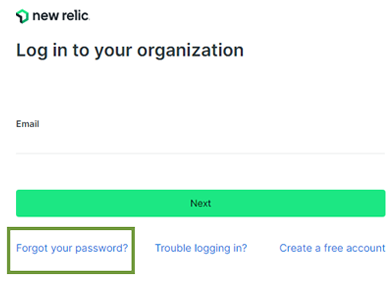 new relic
Log in to your organization
Email
Next
Forgot your password? Trouble logging in? Create a free account